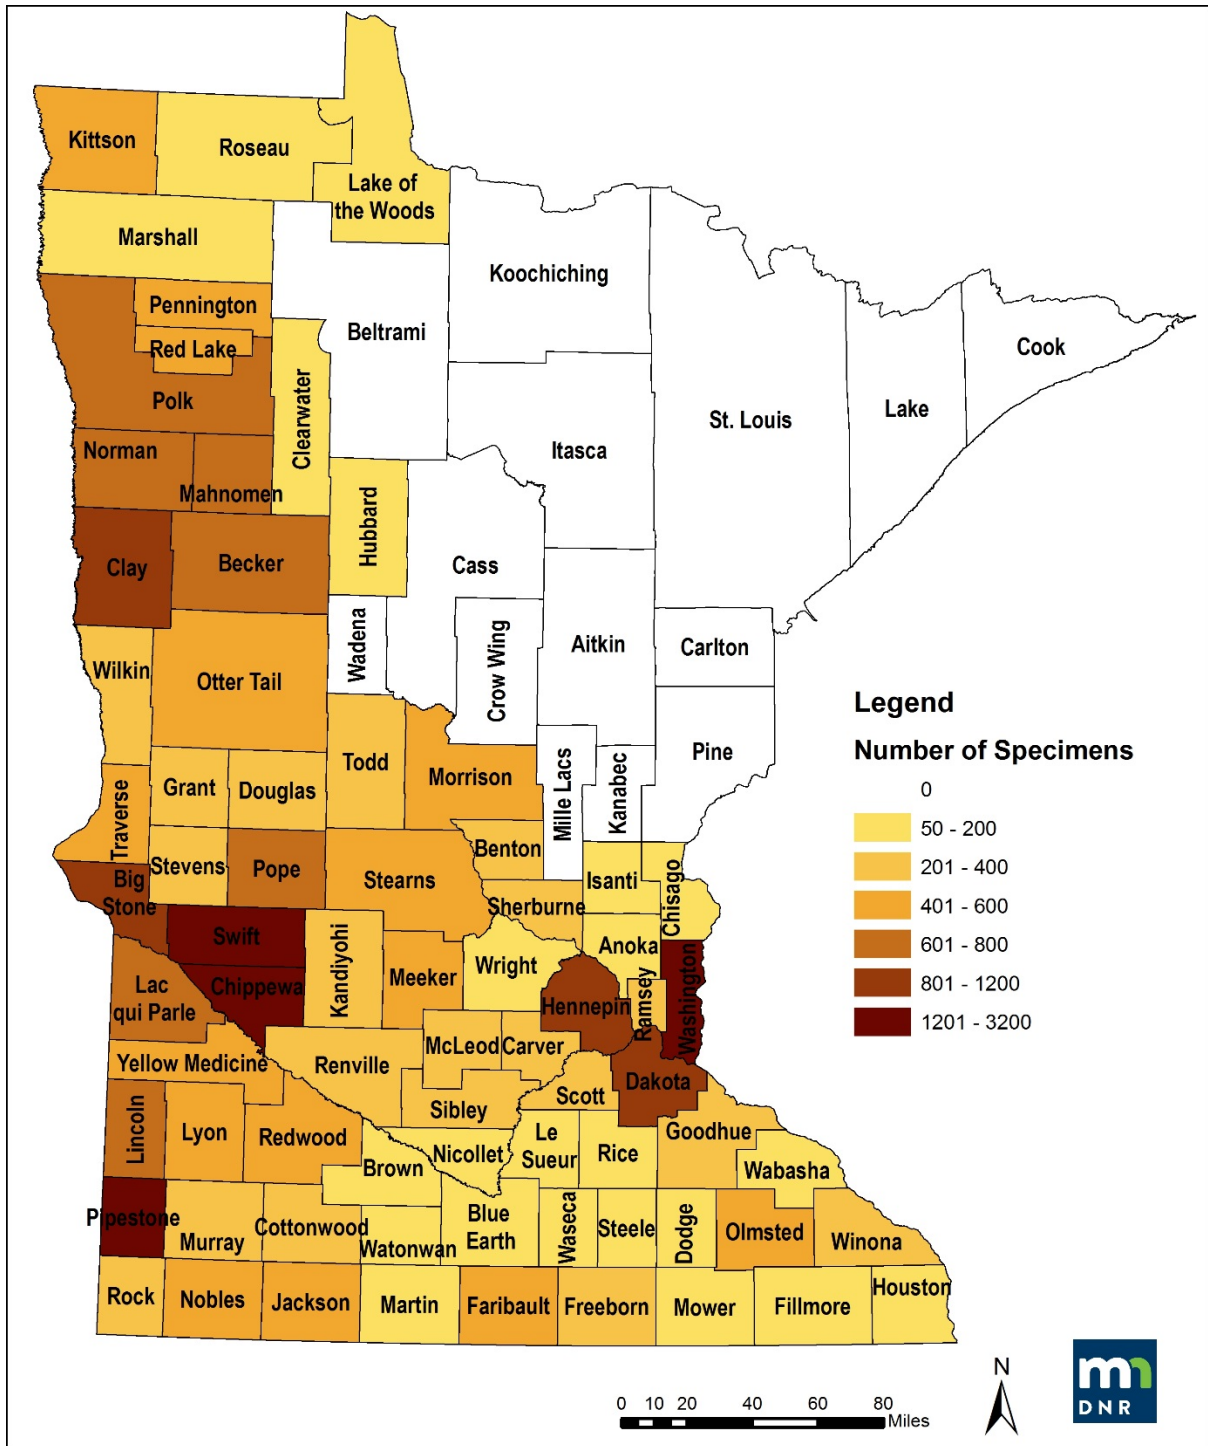 Kittson
Roseau
Lake of
the Woods
Marshall
Koochiching
Pennington
Beltrami
Red Lake
Cook
Polk
Clearwater
Lake
St. Louis
Norman
Itasca
Mahnomen
Hubbard
Clay
Becker
Cass
Wadena
Aitkin
Carlton
Wilkin
Otter Tail
Crow Wing
Legend
Number of Specimens
0
50 - 200
201 - 400
401 - 600
601 - 800
801 - 1200
1201 - 3200
Pine
Todd
Morrison
Mille Lacs
Kanabec
Traverse
Grant
Douglas
Benton
Stevens
Pope
Stearns
Isanti
Chisago
Big
Stone
Sherburne
Swift
Kandiyohi
Anoka
Wright
Meeker
Washington
Lac
qui Parle
Chippewa
Hennepin
Ramsey
Yellow Medicine
Renville
McLeod
Carver
Dakota
Scott
Sibley
Lincoln
Lyon
Redwood
Goodhue
Le
Sueur
Rice
Nicollet
Brown
Wabasha
Pipestone
Murray
Cottonwood
Watonwan
Blue
Earth
Waseca
Steele
Dodge
Olmsted
Winona
Rock
Nobles
Jackson
Martin
Faribault
Freeborn
Mower
Fillmore
Houston
N
0 10 20 40 60 80
Miles
mn
DNR